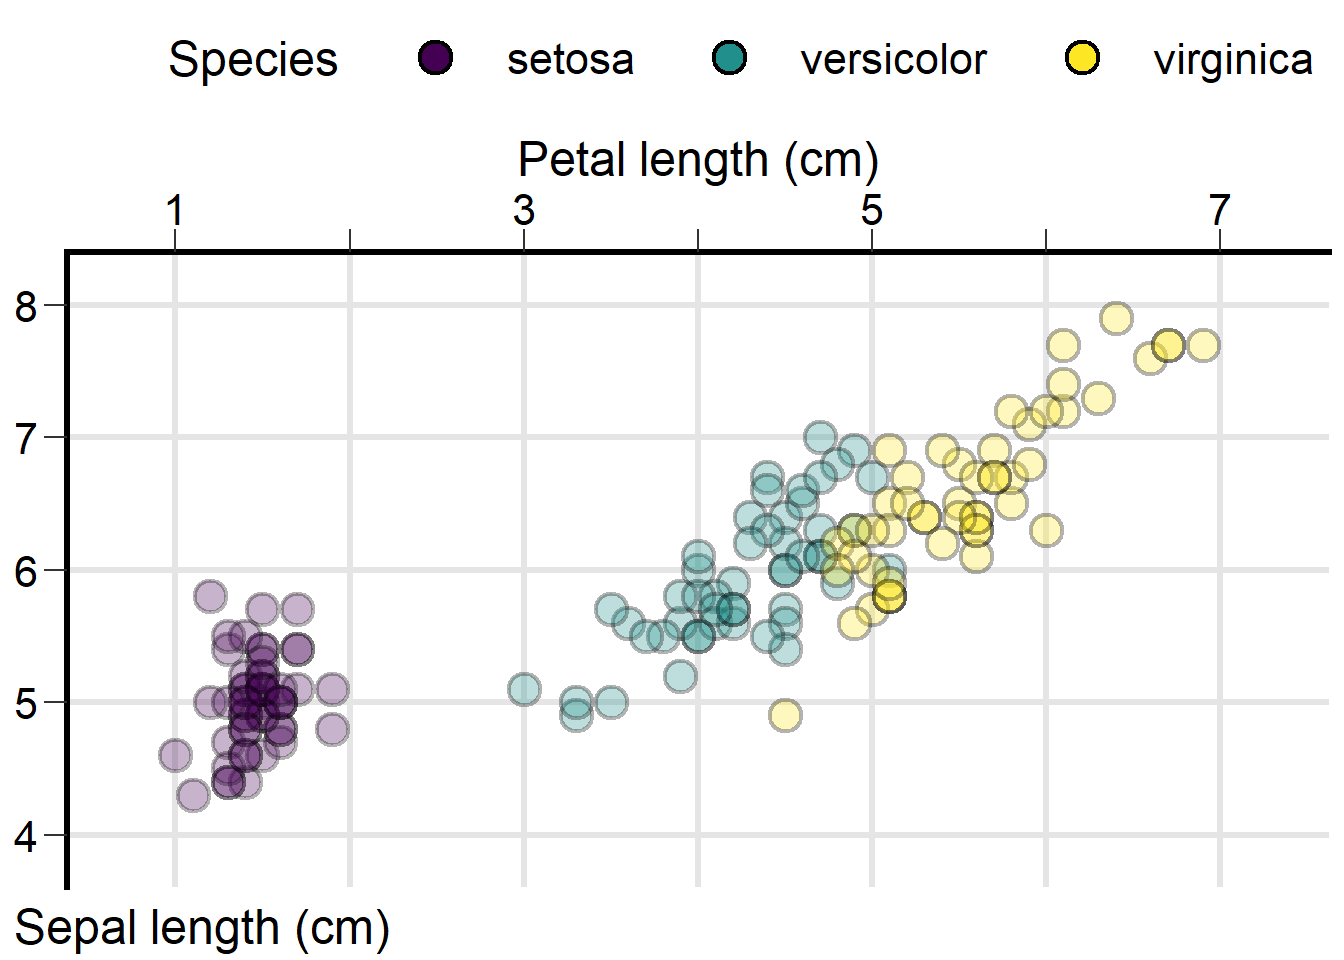 Species setosa versicolor virginica
Petal length (cm)
1 3 5 7
8
7
6
5
4
Sepal length (cm)